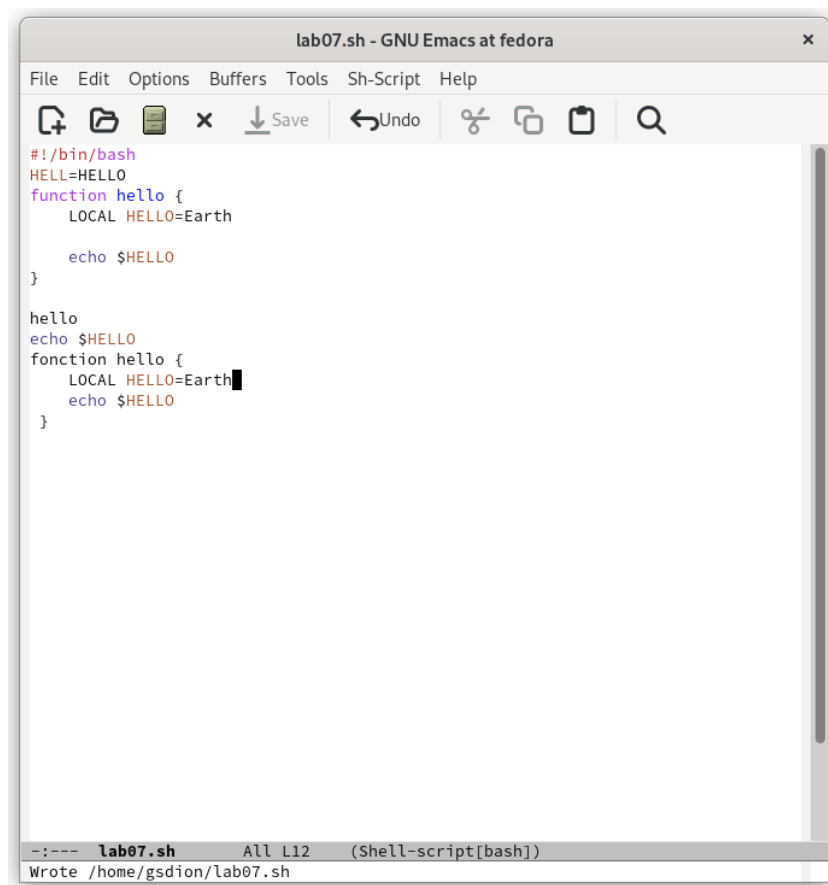 lab07.sh - GNU Emacs at fedora ×
File Edit Options Buffers Tools Sh-Script Help
Save Undo
#!/bin/bash
HELL=HELLO
function hello {
    LOCAL HELLO=Earth
    echo $HELLO
}
hello
echo $HELLO
fonction hello {
    LOCAL HELLO=Earth
    echo $HELLO
 }
-:--- lab07.sh All L12 (Shell-script[bash])
Wrote /home/gsdion/lab07.sh